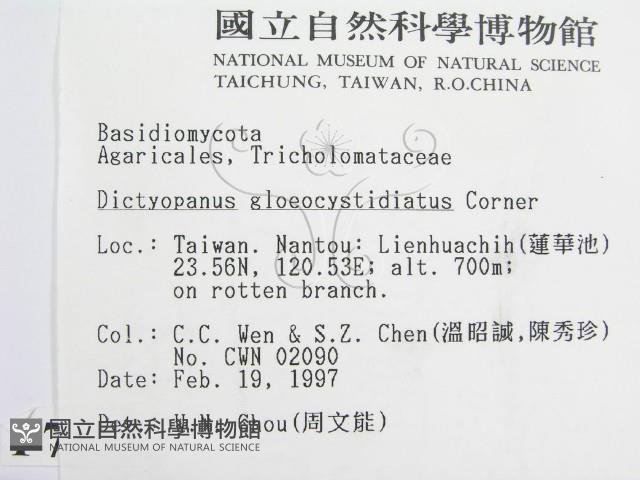 國立自然科學博物館
NATIONAL MUSEUM OF NATURAL SCIENCE
TAICHUNG, TAIWAN, R.O.CHINA
Basidiomycota
Agaricales, Tricholomataceae
Dictyopanus gloeocystidiatus Corner
Loc.: Taiwan. Nantou: Lienhuachih(蓮華池)
23.56N, 120.53E; alt. 700m;
on rotten branch.
Col.: C.C. Wen & S.Z. Chen(溫昭誠,陳秀珍)
No. CWN 02090
Date: Feb. 19, 1997
Chou(周文能)
國立自然科學博物館
NATIONAL MUSEUM OF NATURAL SCIENCE